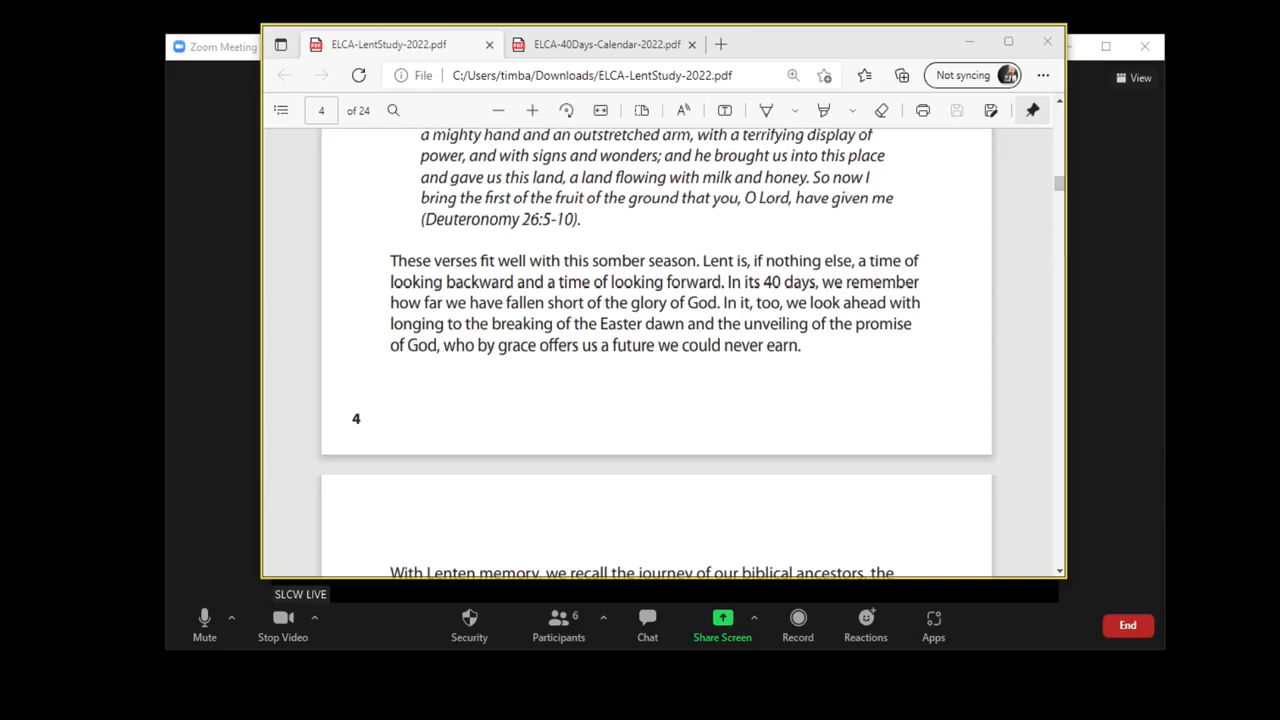 Zoom Meeting
ELCA-LentStudy-2022.pdf
ELCA-40Days-Calendar-2022.pdf
File
C:/Users/timba/Downloads/ELCA-LentStudy-2022.pdf
Not syncing
View
4 of 24
a mighty hand and an outstretched arm, with a terrifying display of
power, and with signs and wonders; and he brought us into this place
and gave us this land, a land flowing with milk and honey. So now I
bring the first of the fruit of the ground that you, O Lord, have given me
(Deuteronomy 26:5-10).
These verses fit well with this somber season. Lent is, if nothing else, a time of
looking backward and a time of looking forward. In its 40 days, we remember
how far we have fallen short of the glory of God. In it, too, we look ahead with
longing to the breaking of the Easter dawn and the unveiling of the promise
of God, who by grace offers us a future we could never earn.
4
With Lenten memory, we recall the journey of our biblical ancestors, the
SLCW LIVE
6
Mute
Stop Video
Security
Participants
Chat
Share Screen
Record
Reactions
Apps
End